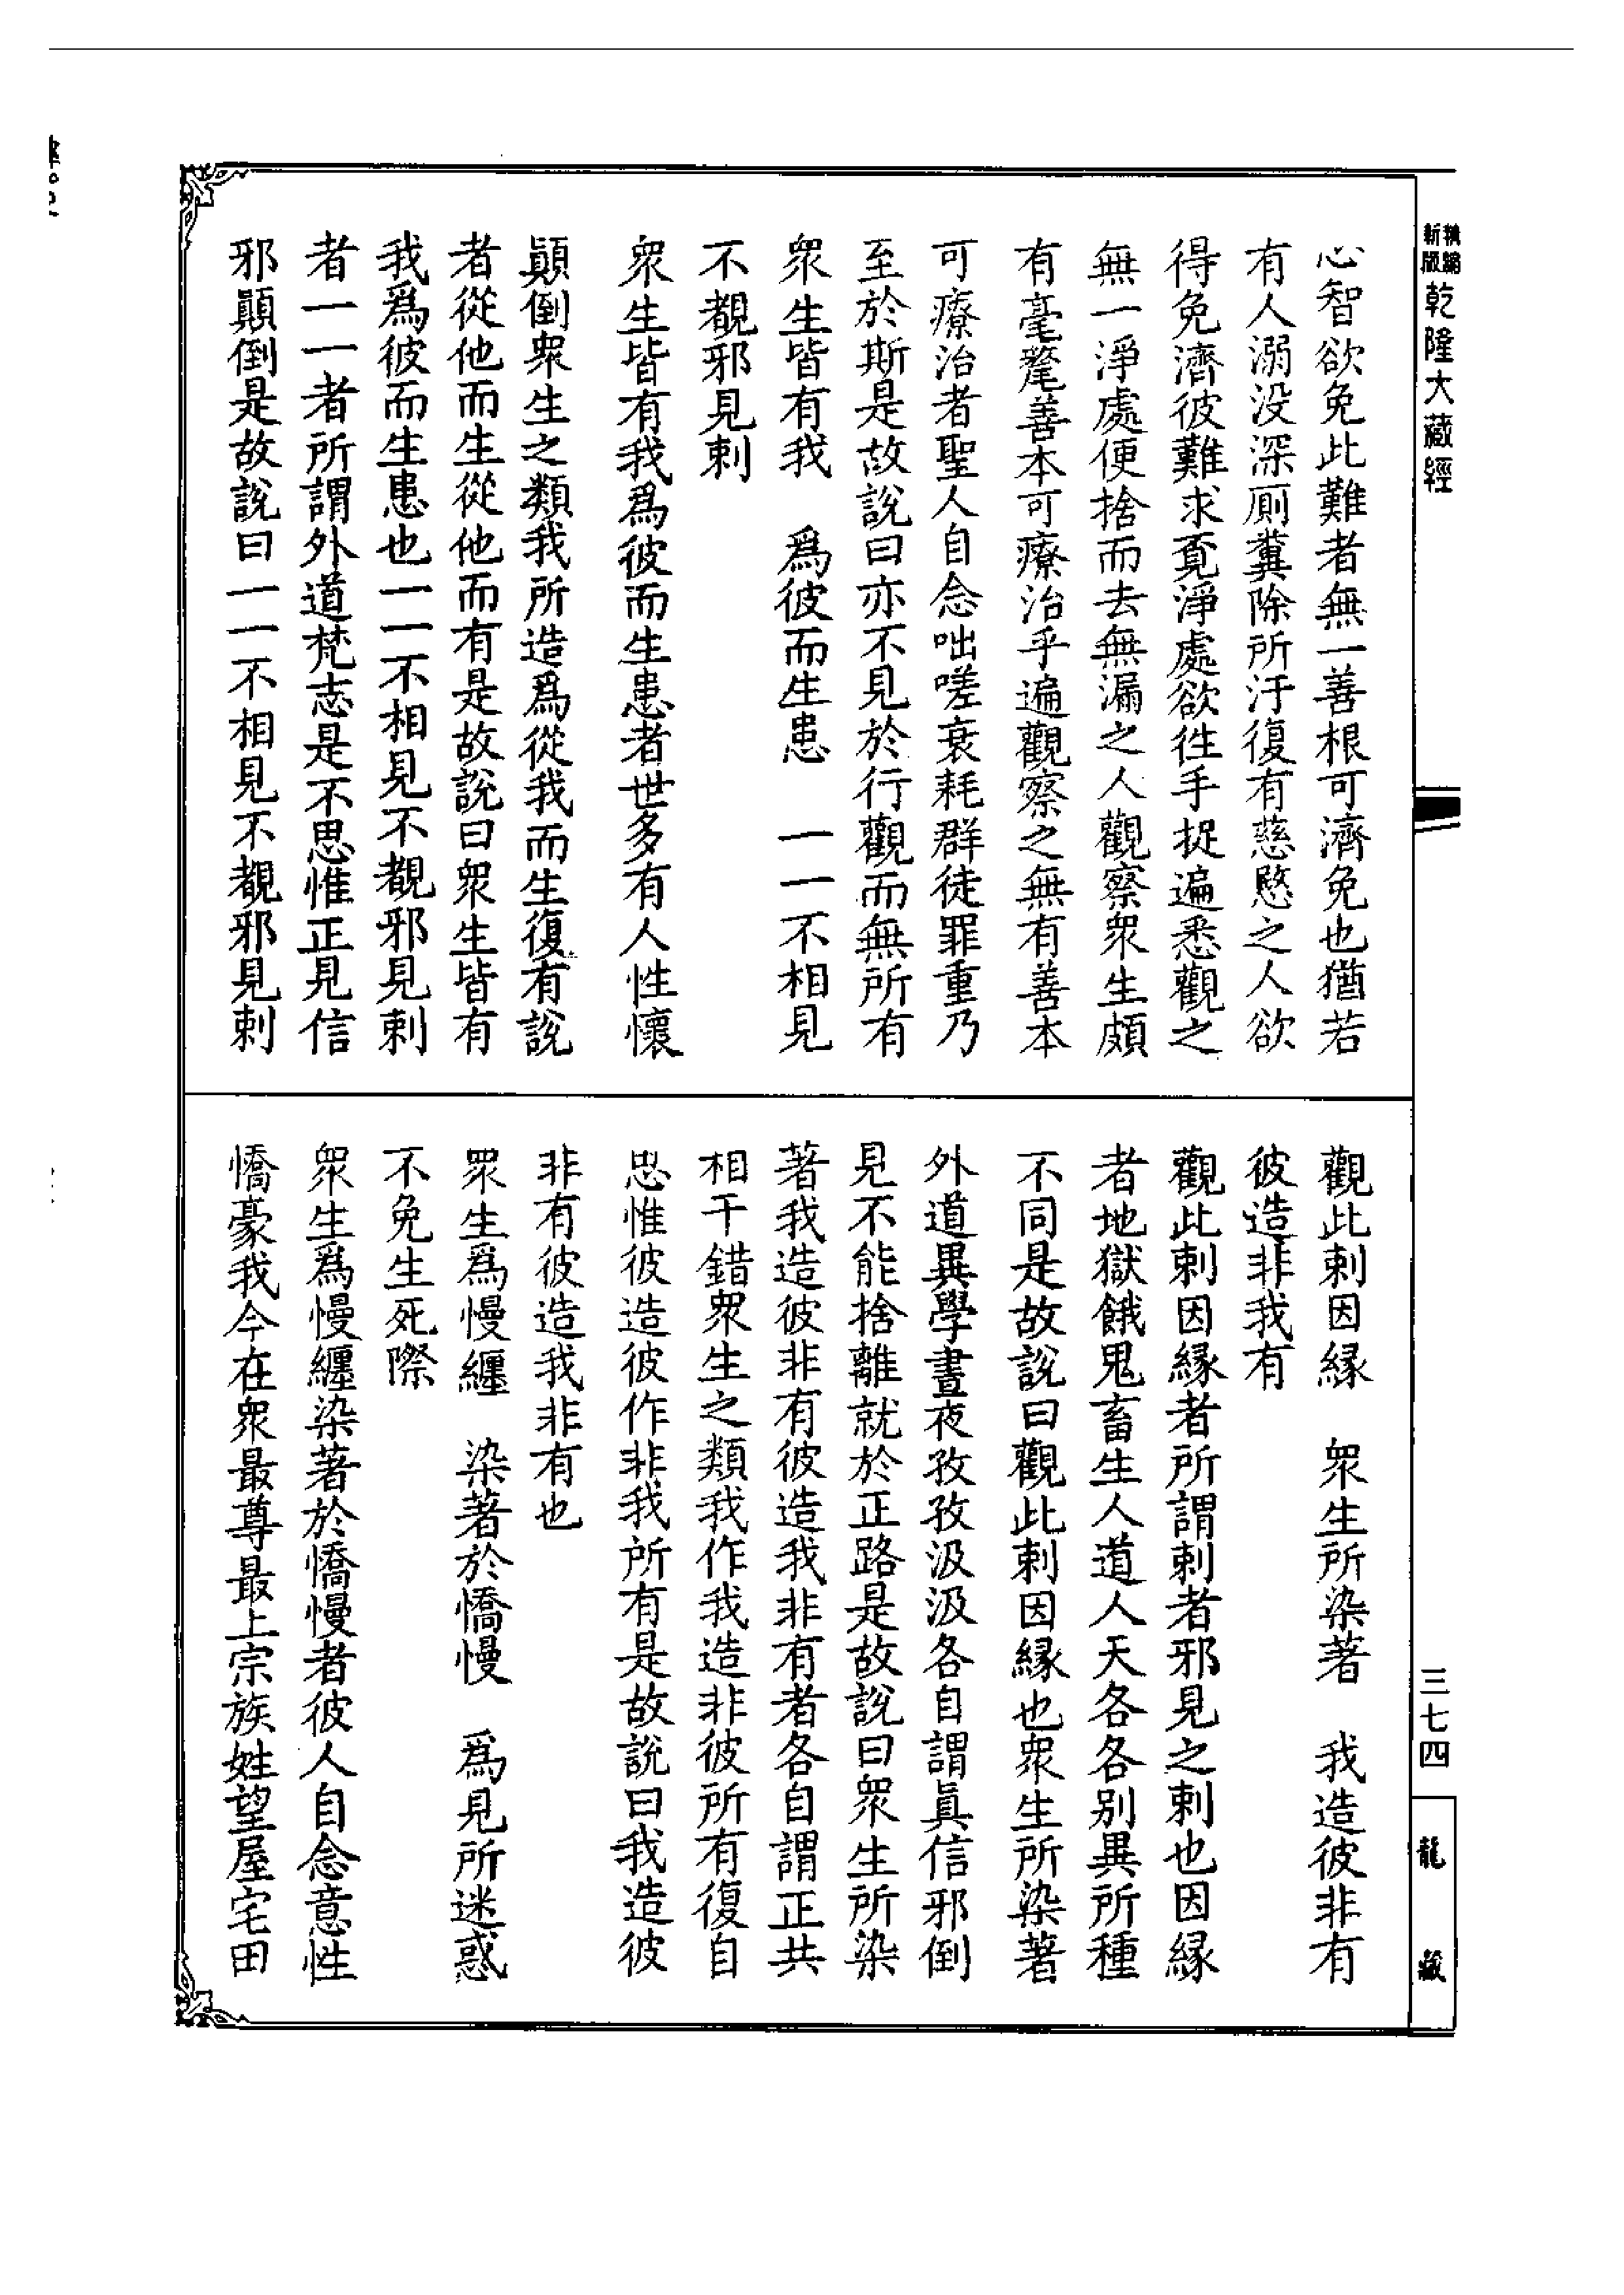 新版精縮乾隆大藏經
心智欲免此難者無一善根可濟免也猶若
有人溺没深厠糞除所汙復有慈愍之人欲
得免濟彼難求覔淨處欲徃手捉遍悉觀之
無一淨處便捨而去無漏之人觀察衆生頗
有毫氂善本可療治乎遍觀察之無有善本
可療治者聖人自念咄嗟衰耗群徒罪重乃
至於斯是故說曰亦不見於行觀而無所有
衆生皆有我　爲彼而生患　一一不相見
不覩邪見刺
衆生皆有我爲彼而生患者世多有人性懷
顚倒衆生之類我所造爲從我而生復有說
者從他而生從他而有是故說曰衆生皆有
我爲彼而生患也一一不相見不覩邪見刺
者一一者所謂外道梵志是不思惟正見信
邪顚倒是故說曰一一不相見不覩邪見刺
觀此刺因縁　衆生所染著　我造彼非有
彼造非我有
觀此刺因縁者所謂刺者邪見之刺也因縁
者地獄餓鬼畜生人道人天各各別異所種
不同是故說曰觀此刺因縁也衆生所染著
外道異學晝夜孜孜汲汲各自謂眞信邪倒
見不能捨離就於正路是故說曰衆生所染
著我造彼非有彼造我非有者各自謂正共
相干錯衆生之類我作我造非彼所有復自
思惟彼造彼作非我所有是故說曰我造彼
非有彼造我非有也
衆生爲慢纏　染著於憍慢　爲見所迷惑
不免生死際
衆生爲慢纏染著於憍慢者彼人自念意性
憍豪我今在衆最尊最上宗族姓望屋宅田
三七四
龍藏